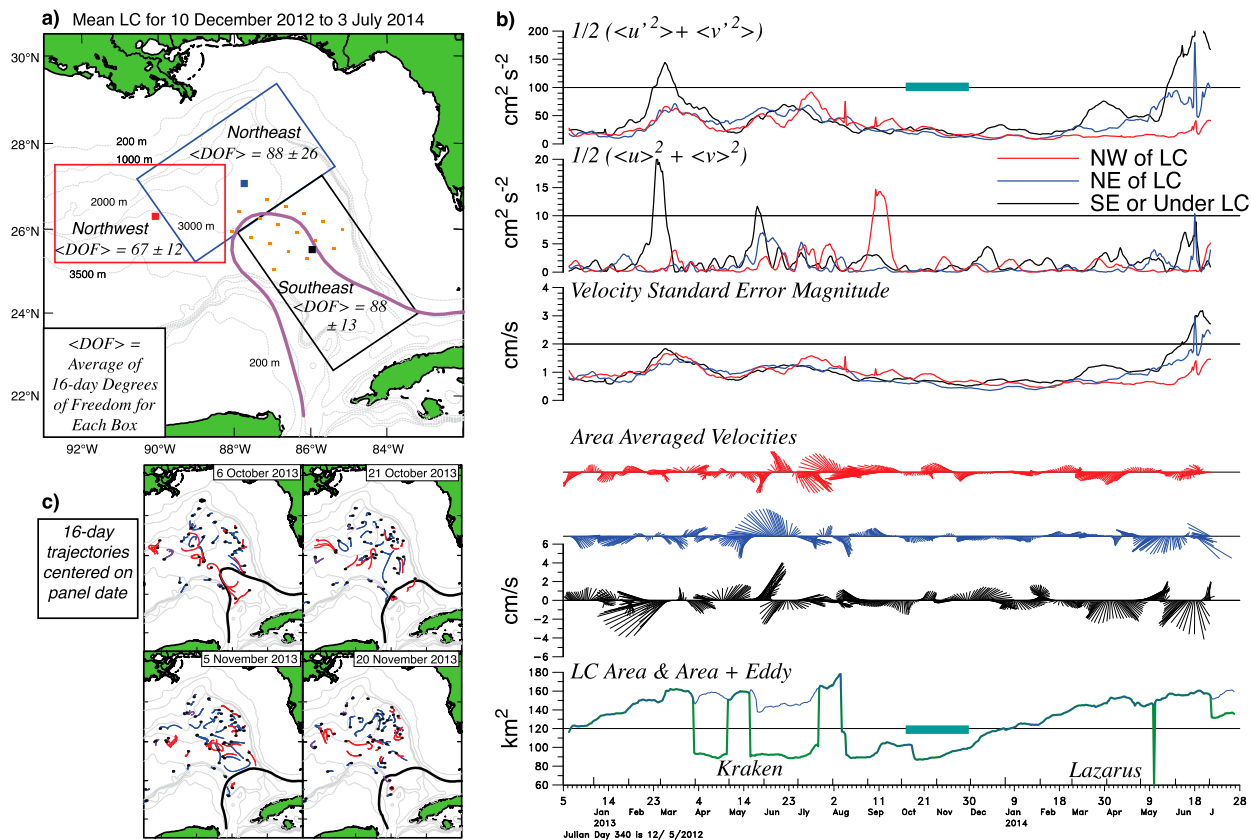 a)
Mean LC for 10 December 2012 to 3 July 2014
30°N
28°N
26°N
24°N
22°N
92°W
90°W
88°W
86°W
84°W
200 m
1000 m
2000 m
3000 m
3500 m
200 m
Northeast
<DOF> = 88 ± 26
Northwest
<DOF> = 67 ± 12
Southeast
<DOF> = 88
± 13
<DOF> =
Average of
16-day Degrees
of Freedom for
Each Box
c)
16-day
trajectories
centered on
panel date
6 October 2013
21 October 2013
5 November 2013
20 November 2013
b)
1/2 (<u'²>+ <v'²>)
cm² s⁻²
200
150
100
50
0
1/2 (<u>² + <v>²)
cm² s⁻²
20
15
10
5
0
NW of LC
NE of LC
SE or Under LC
Velocity Standard Error Magnitude
cm/s
4
3
2
1
0
Area Averaged Velocities
cm/s
6
4
2
0
-2
-4
-6
LC Area & Area + Eddy
km²
180
160
140
120
100
80
60
Kraken
Lazarus
5 14 23 4 14 23 2 11 21 30 9 18 30 9 18 28
Jan Feb Mar Apr May Jun Jly Aug Sep Oct Nov Dec Jan Feb Mar Apr May Jun J
2013 2014
Julian Day 340 is 12/ 5/2012